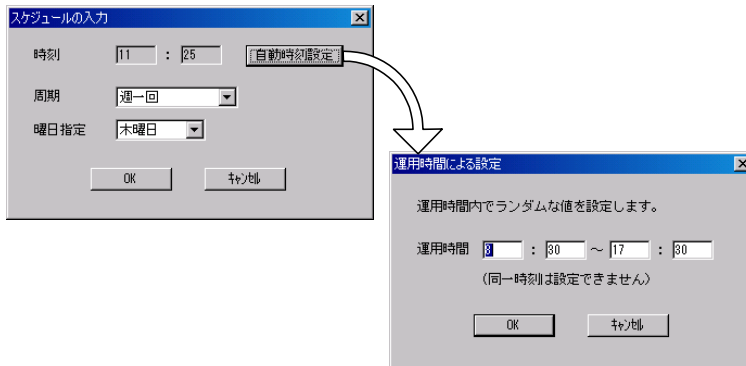 スケジュールの入力
時刻 11 : 25 自動時刻設定
周期 週一回
曜日指定 木曜日
OK キャンセル
運用時間による設定
運用時間内でランダムな値を設定します。
運用時間 8 : 30 ～ 17 : 30
(同一時刻は設定できません)
OK キャンセル